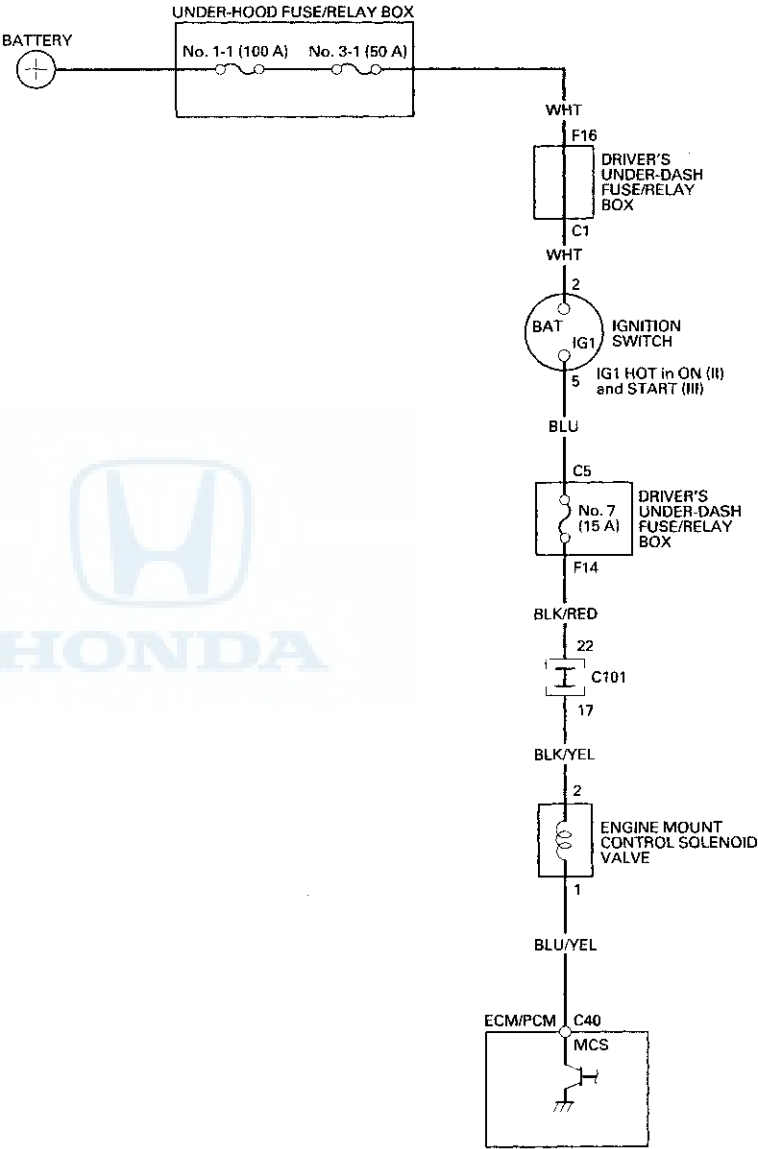 UNDER-HOOD FUSE/RELAY BOX
BATTERY
No. 1-1 (100 A)
No. 3-1 (50 A)
WHT
F16
DRIVER'S
UNDER-DASH
FUSE/RELAY
BOX
C1
WHT
2
BAT
IGNITION
SWITCH
IG1
5
IG1 HOT in ON (II)
and START (III)
BLU
C5
No. 7
(15 A)
DRIVER'S
UNDER-DASH
FUSE/RELAY
BOX
F14
BLK/RED
22
C101
17
BLK/YEL
2
ENGINE MOUNT
CONTROL SOLENOID
VALVE
1
BLU/YEL
ECM/PCM
C40
MCS
HONDA